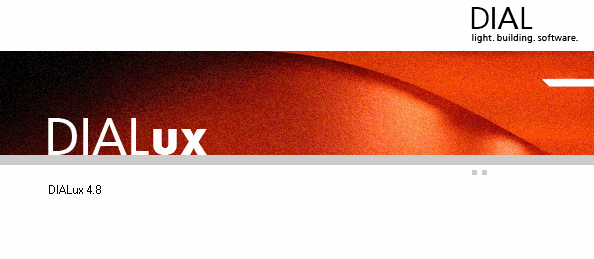 DIAL
light. building. software.
DIALux
DIALux 4.8